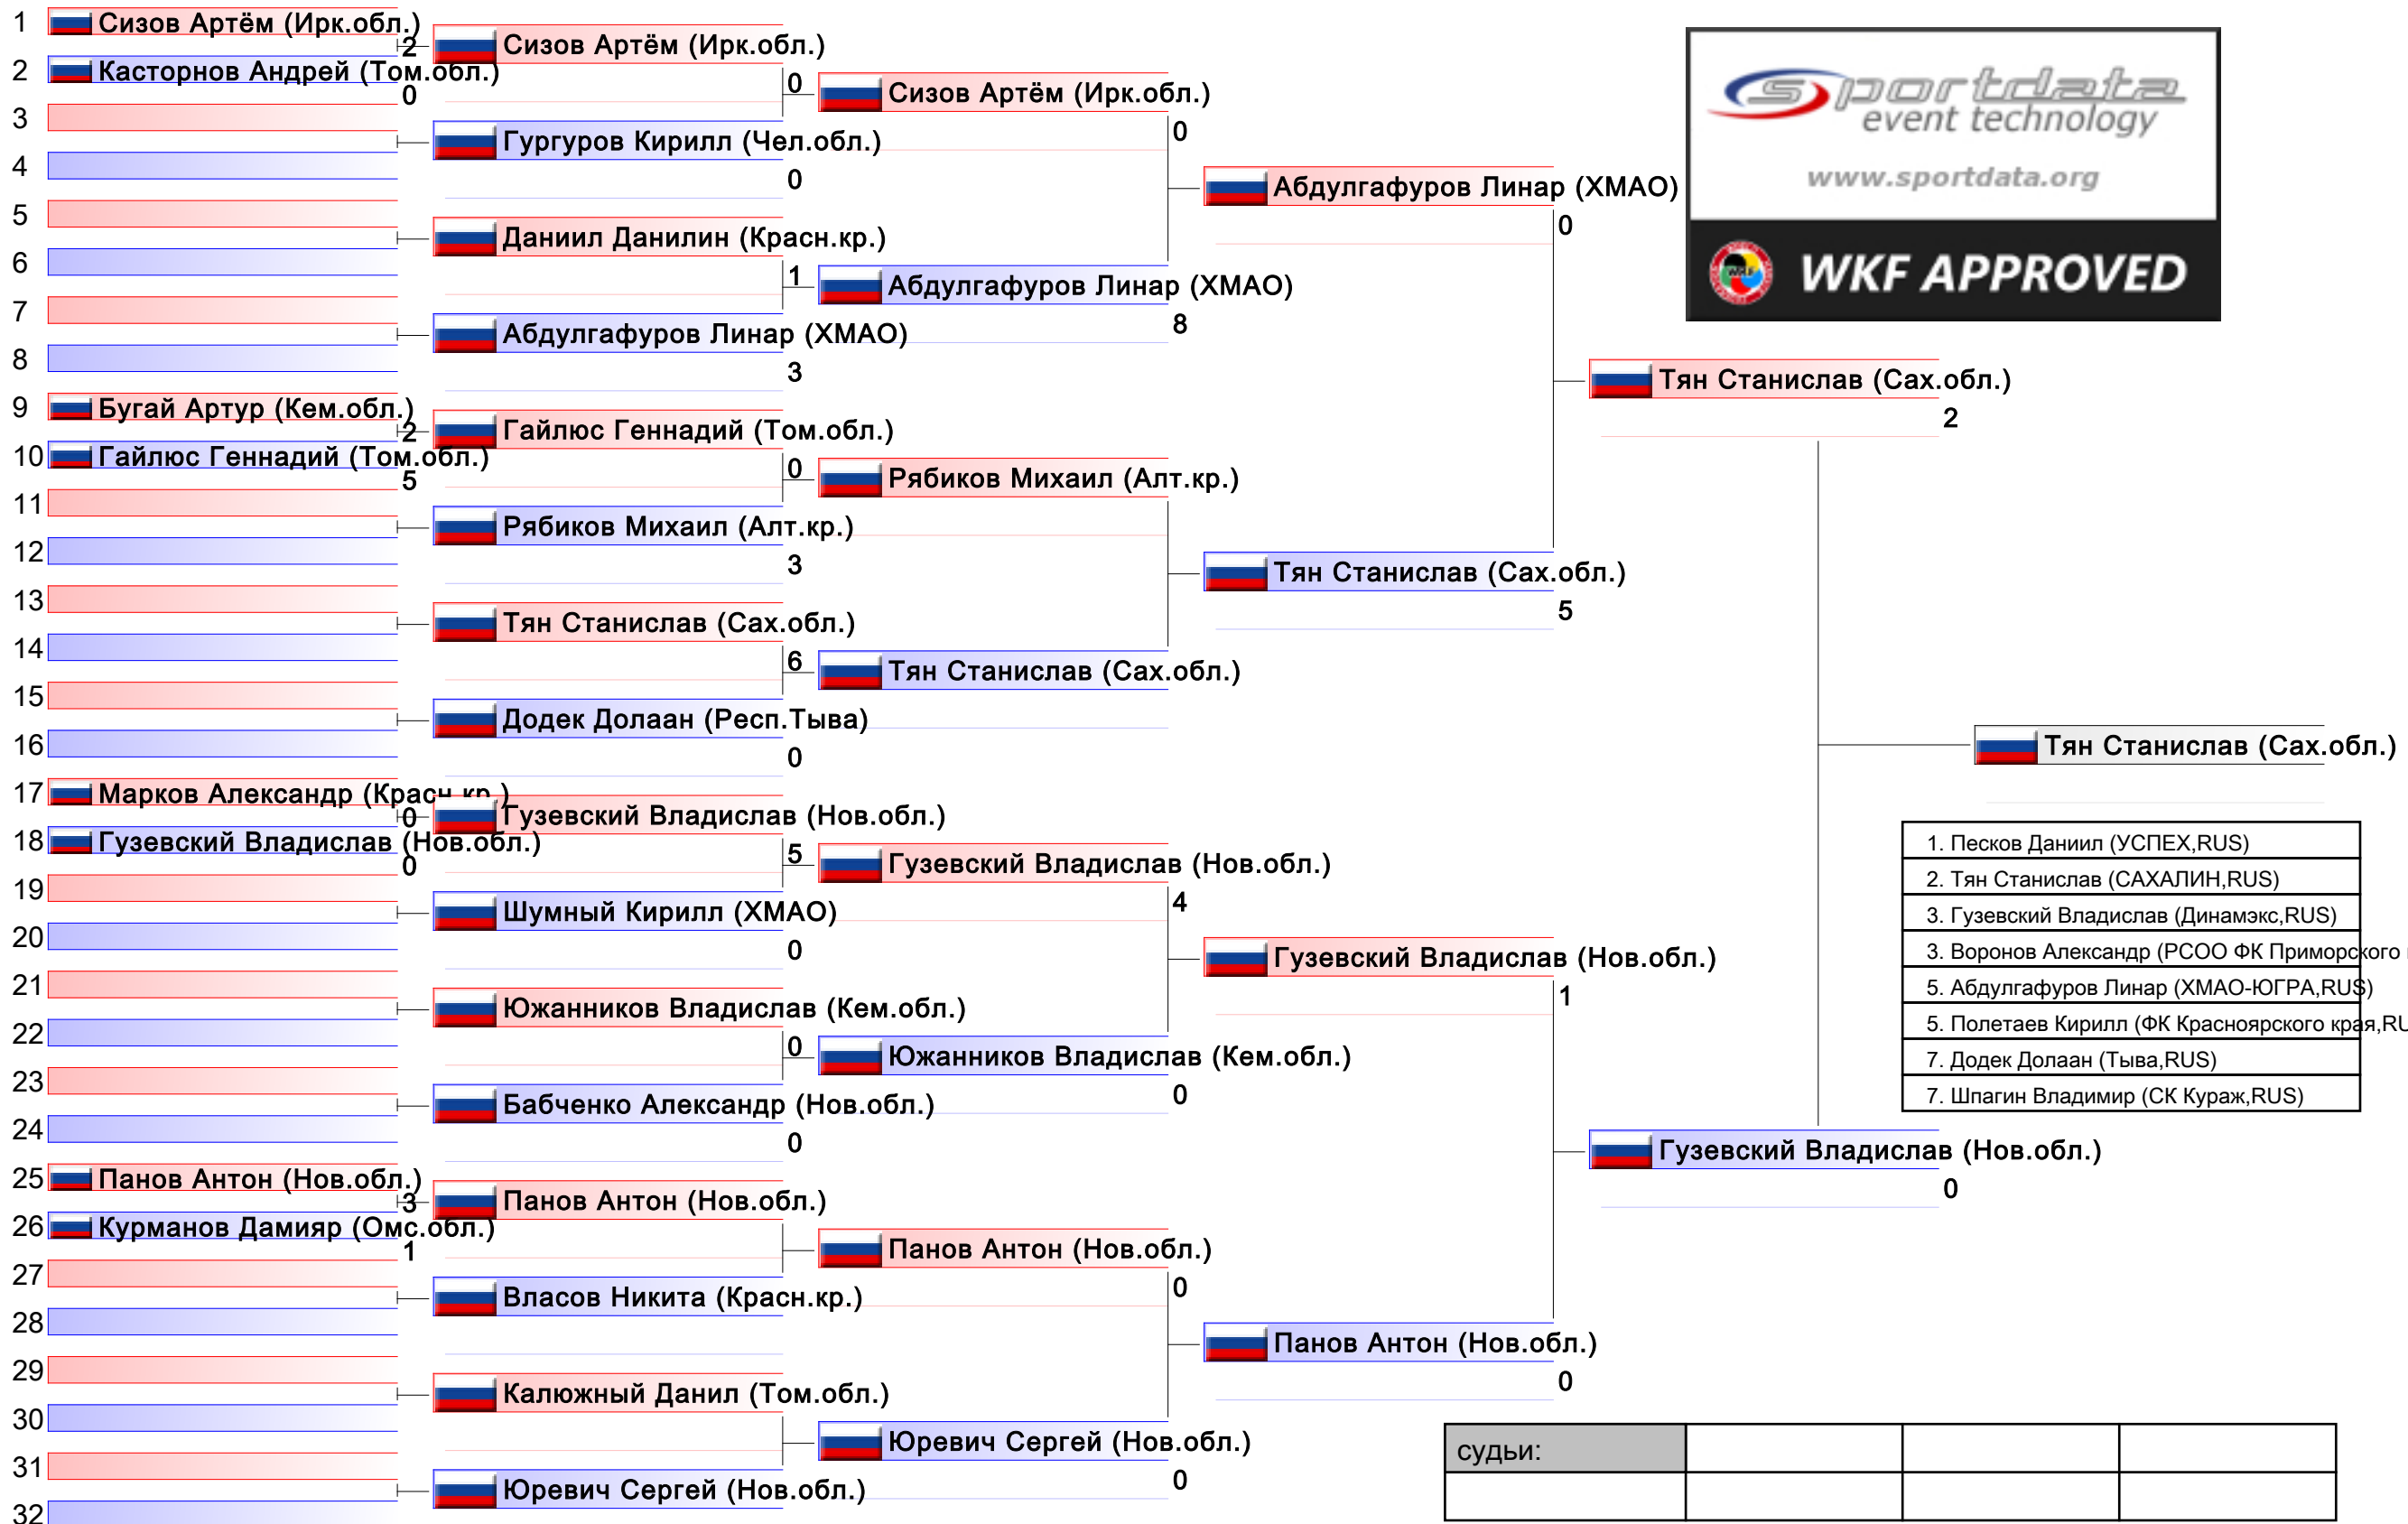 1 Сизов Артём (Ирк.обл.)
2
2 Касторнов Андрей (Том.обл.)
0
3
4
5
6
7
8
9 Бугай Артур (Кем.обл.)
2
10 Гайлюс Геннадий (Том.обл.)
5
11
12
13
14
15
16
17 Марков Александр (Красн.кр.)
0
18 Гузевский Владислав (Нов.обл.)
0
19
20
21
22
23
24
25 Панов Антон (Нов.обл.)
3
26 Курманов Дамияр (Омс.обл.)
1
27
28
29
30
31
32
Сизов Артём (Ирк.обл.)
0
Гургуров Кирилл (Чел.обл.)
0
Даниил Данилин (Красн.кр.)
1
Абдулгафуров Линар (ХМАО)
3
Гайлюс Геннадий (Том.обл.)
0
Рябиков Михаил (Алт.кр.)
3
Тян Станислав (Сах.обл.)
6
Додек Долаан (Респ.Тыва)
0
Гузевский Владислав (Нов.обл.)
5
Шумный Кирилл (ХМАО)
0
Южанников Владислав (Кем.обл.)
0
Бабченко Александр (Нов.обл.)
0
Панов Антон (Нов.обл.)
Власов Никита (Красн.кр.)
Калюжный Данил (Том.обл.)
Юревич Сергей (Нов.обл.)
Сизов Артём (Ирк.обл.)
0
Абдулгафуров Линар (ХМАО)
8
Рябиков Михаил (Алт.кр.)
Тян Станислав (Сах.обл.)
Гузевский Владислав (Нов.обл.)
4
Южанников Владислав (Кем.обл.)
0
Панов Антон (Нов.обл.)
0
Юревич Сергей (Нов.обл.)
0
Абдулгафуров Линар (ХМАО)
0
Тян Станислав (Сах.обл.)
5
Гузевский Владислав (Нов.обл.)
1
Панов Антон (Нов.обл.)
0
Тян Станислав (Сах.обл.)
2
Гузевский Владислав (Нов.обл.)
0
Тян Станислав (Сах.обл.)
sportdata
event technology
www.sportdata.org
WKF
WKF APPROVED
1. Песков Даниил (УСПЕХ,RUS)
2. Тян Станислав (САХАЛИН,RUS)
3. Гузевский Владислав (Динамэкс,RUS)
3. Воронов Александр (РСОО ФК Приморского
5. Абдулгафуров Линар (ХМАО-ЮГРА,RUS)
5. Полетаев Кирилл (ФК Красноярского края,RU
7. Додек Долаан (Тыва,RUS)
7. Шпагин Владимир (СК Кураж,RUS)
судьи: